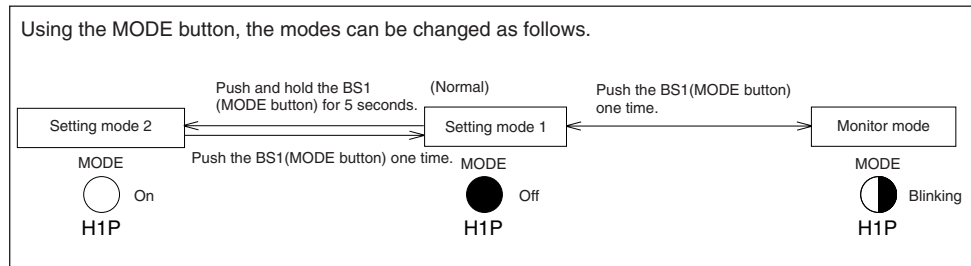 Using the MODE button, the modes can be changed as follows.
Push and hold the BS1
(MODE button) for 5 seconds.
(Normal)
Push the BS1(MODE button)
one time.
Setting mode 2
Setting mode 1
Monitor mode
Push the BS1(MODE button) one time.
MODE
On
H1P
MODE
Off
H1P
MODE
Blinking
H1P